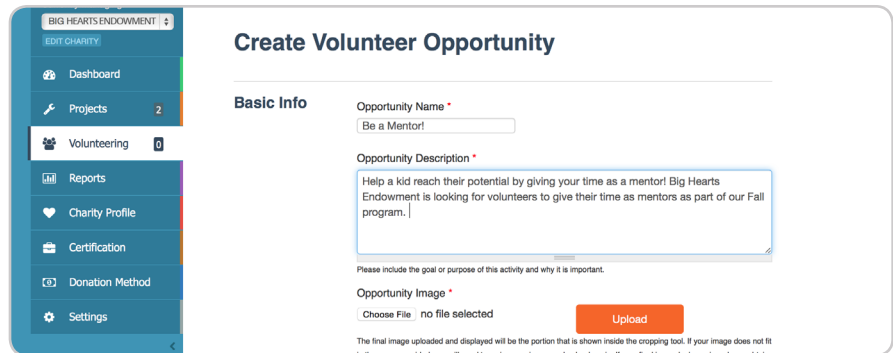 BIG HEARTS ENDOWMENT
EDIT CHARITY
Dashboard
Projects 2
Volunteering 0
Reports
Charity Profile
Certification
Donation Method
Settings
Create Volunteer Opportunity
Basic Info
Opportunity Name *
Be a Mentor!
Opportunity Description *
Help a kid reach their potential by giving your time as a mentor! Big Hearts
Endowment is looking for volunteers to give their time as mentors as part of our Fall
program.
Please include the goal or purpose of this activity and why it is important.
Opportunity Image *
Choose File no file selected
Upload
The final image uploaded and displayed will be the portion that is shown inside the cropping tool. If your image does not fit